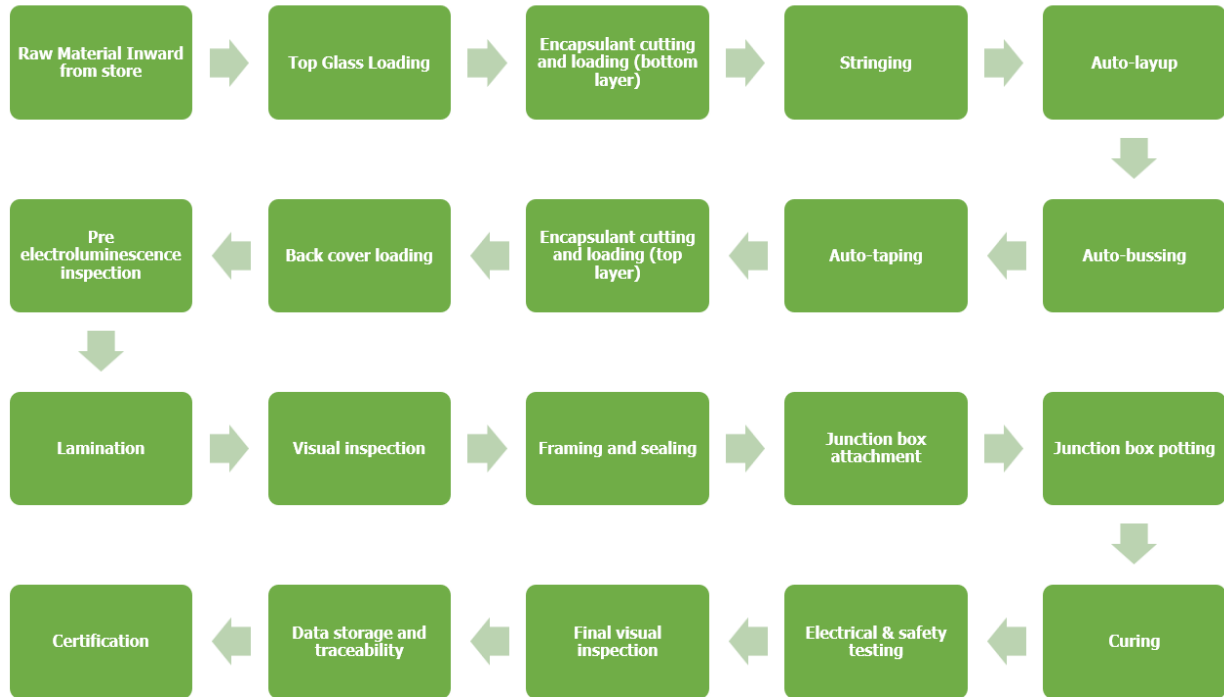 Raw Material Inward
from store
Top Glass Loading
Encapsulant cutting
and loading (bottom
layer)
Stringing
Auto-layup
Auto-bussing
Auto-taping
Encapsulant cutting
and loading (top
layer)
Back cover loading
Pre
electroluminescence
inspection
Lamination
Visual inspection
Framing and sealing
Junction box
attachment
Junction box potting
Curing
Electrical & safety
testing
Final visual
inspection
Data storage and
traceability
Certification